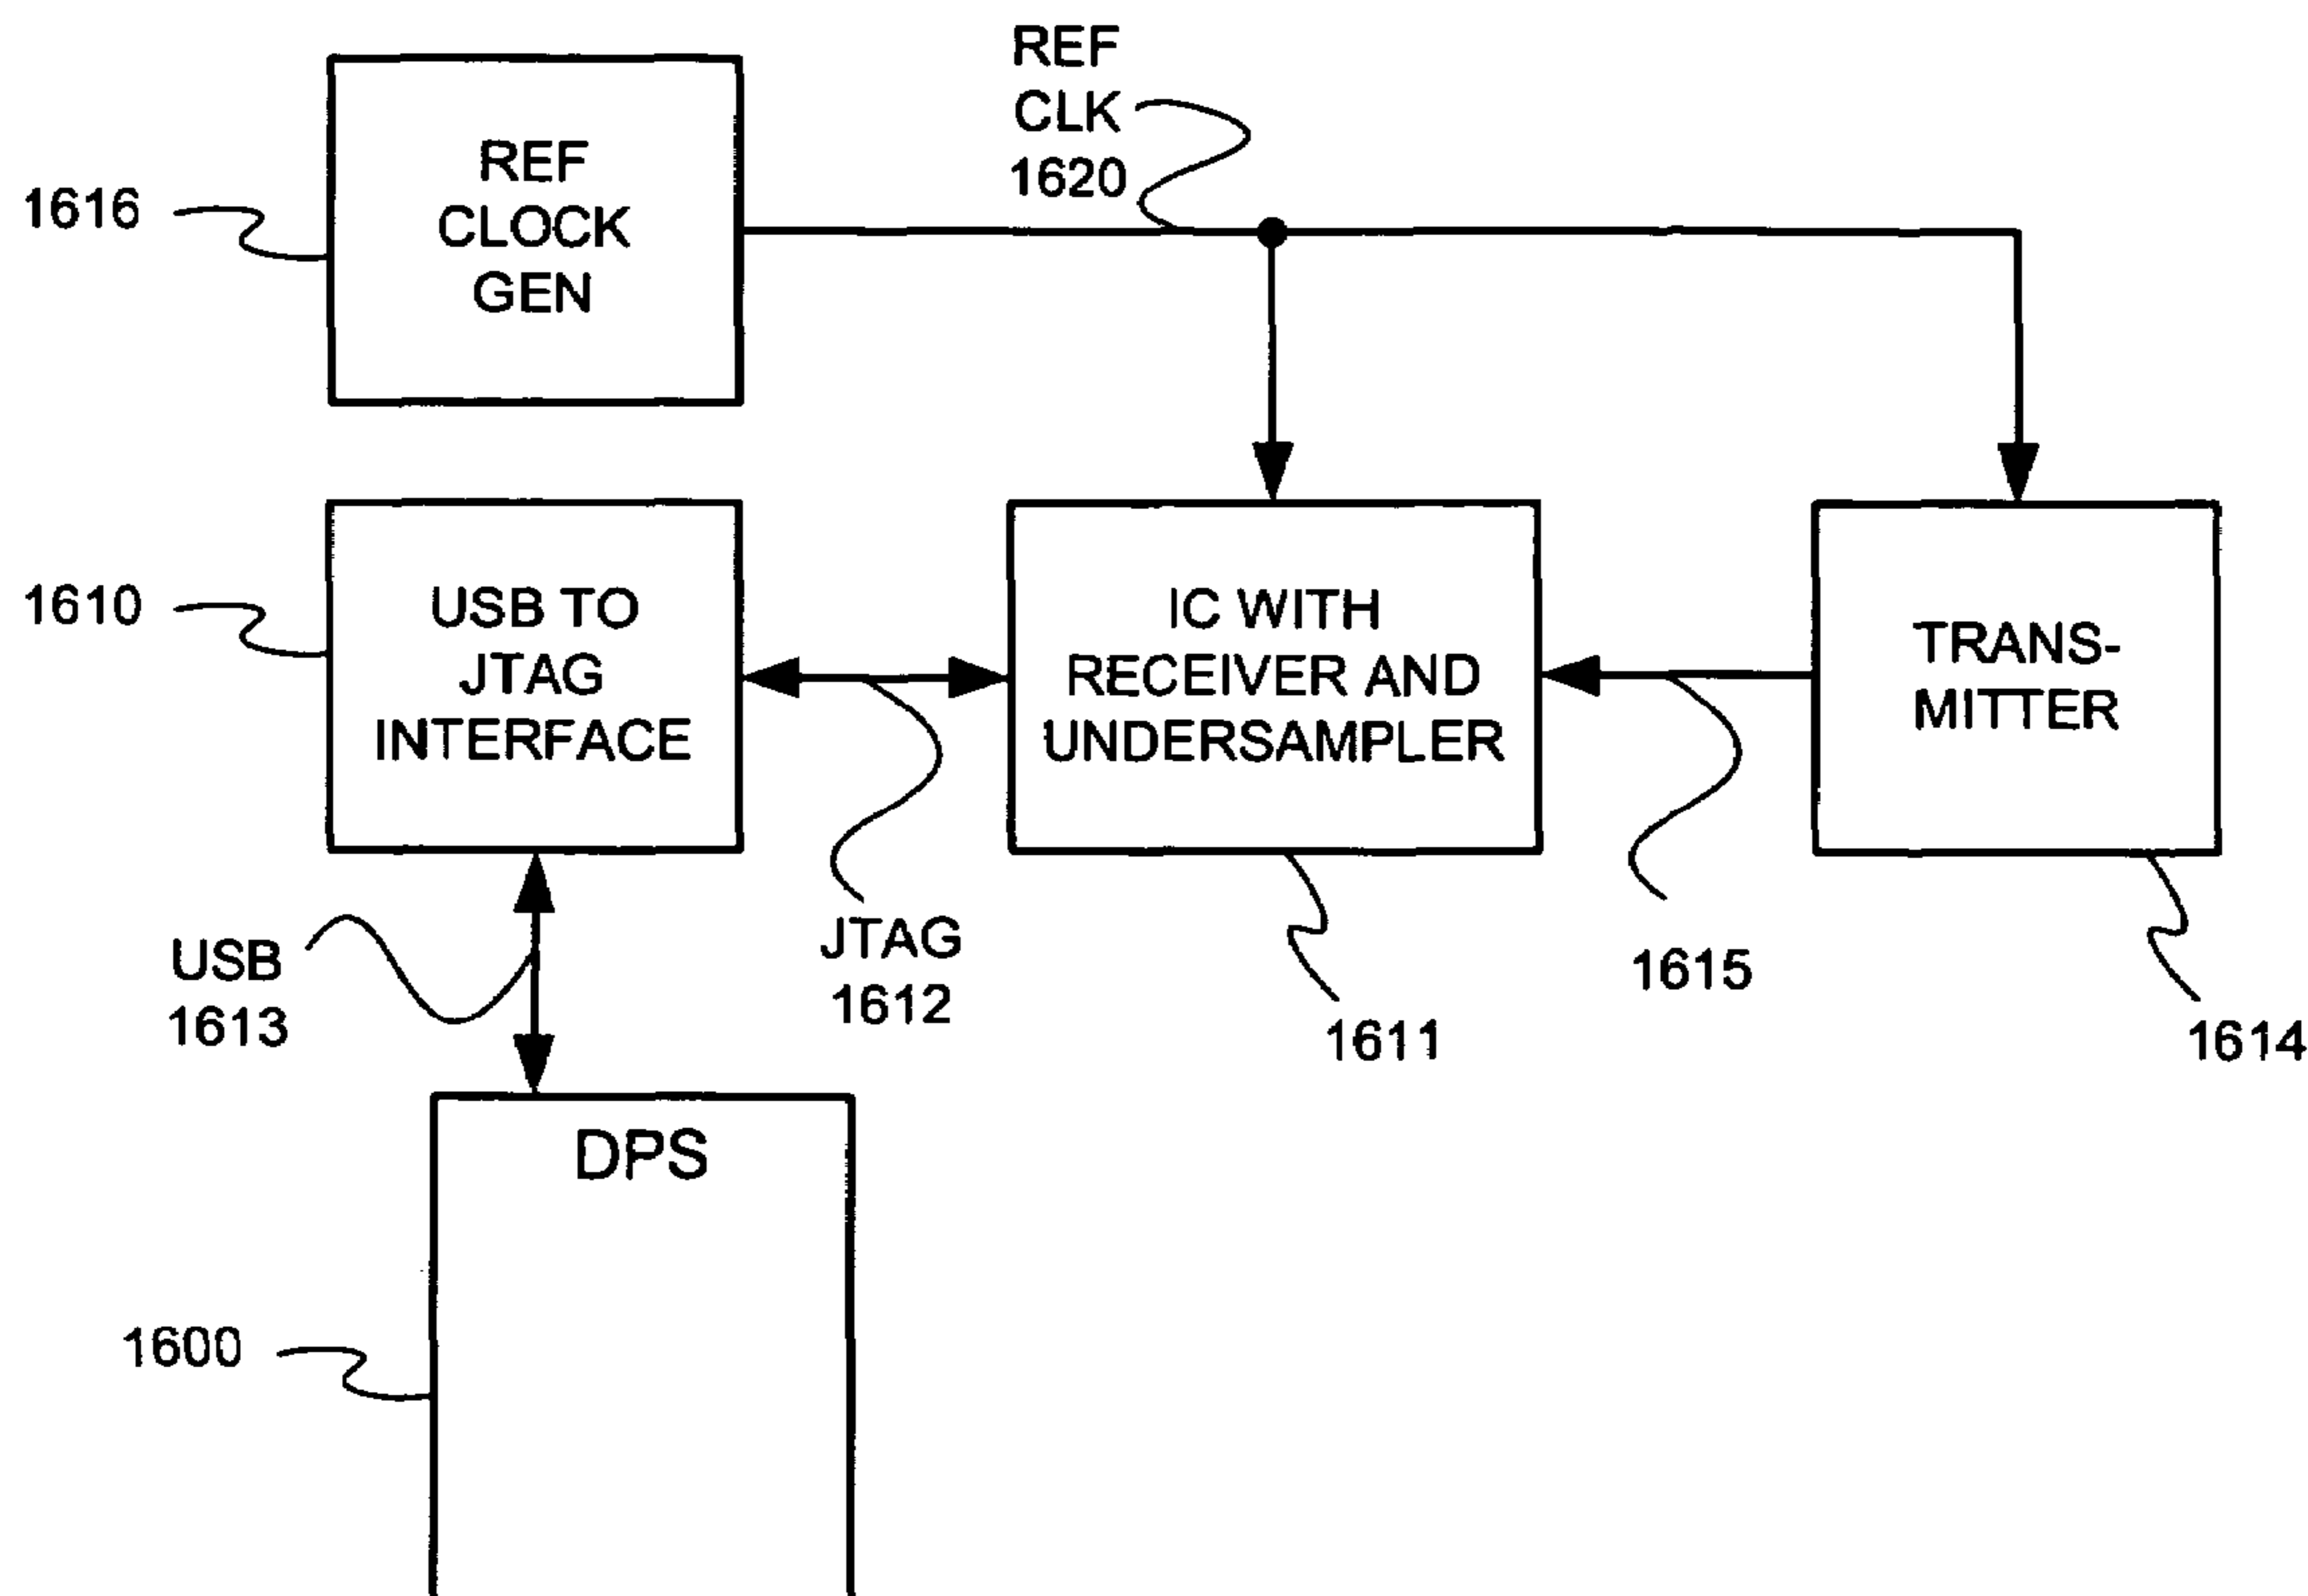 REF
CLK
1620
REF
CLOCK
GEN
1616
1610
USB TO
JTAG
INTERFACE
IC WITH
RECEIVER AND
UNDERSAMPLER
TRANS-
MITTER
USB
1613
JTAG
1612
1611
1615
1614
DPS
1600